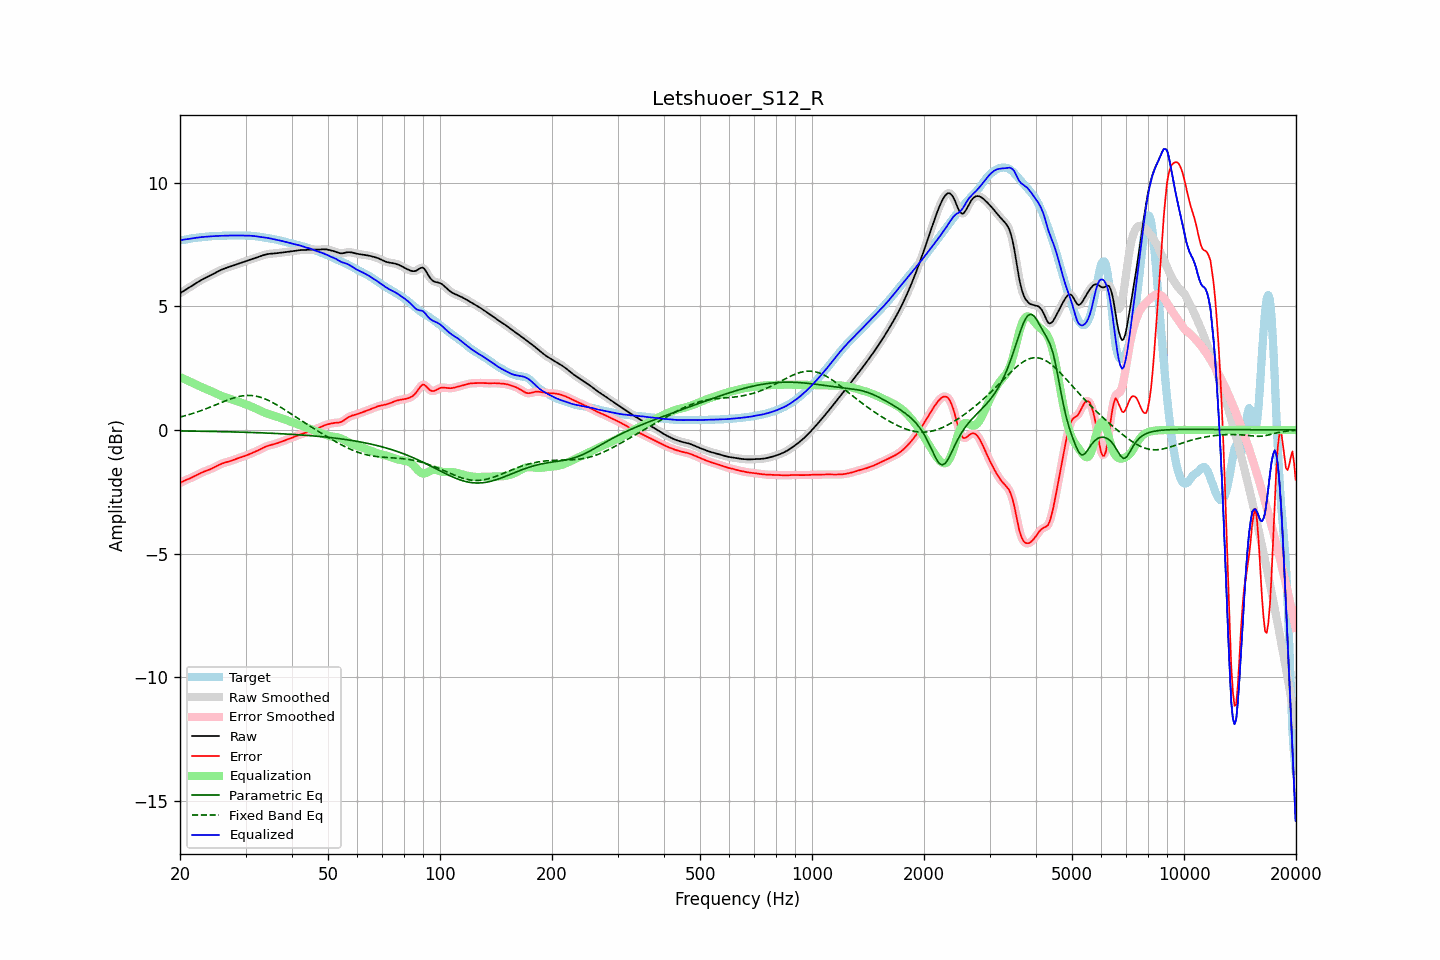 Letshuoer_S12_R
Amplitude (dBr)
10
5
0
−5
−10
−15
Target
Raw Smoothed
Error Smoothed
Raw
Error
Equalization
Parametric Eq
Fixed Band Eq
Equalized
20 50 100 200 500 1000 2000 5000 10000 20000
Frequency (Hz)